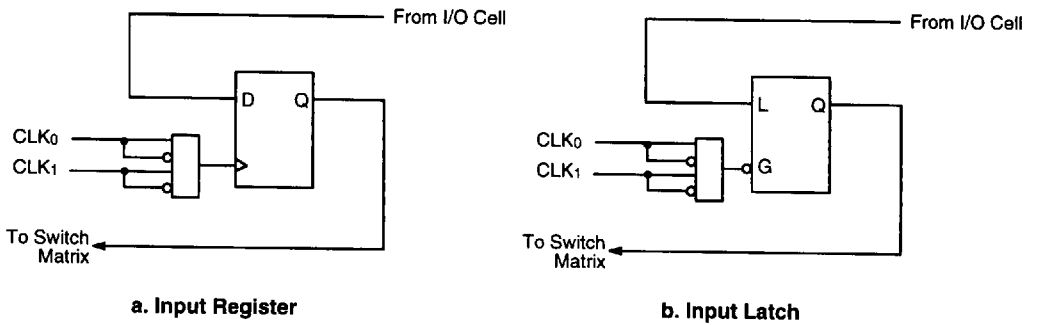 From I/O Cell
D Q
CLK0
CLK1
To Switch
Matrix
a. Input Register
From I/O Cell
L Q
CLK0
CLK1
G
To Switch
Matrix
b. Input Latch